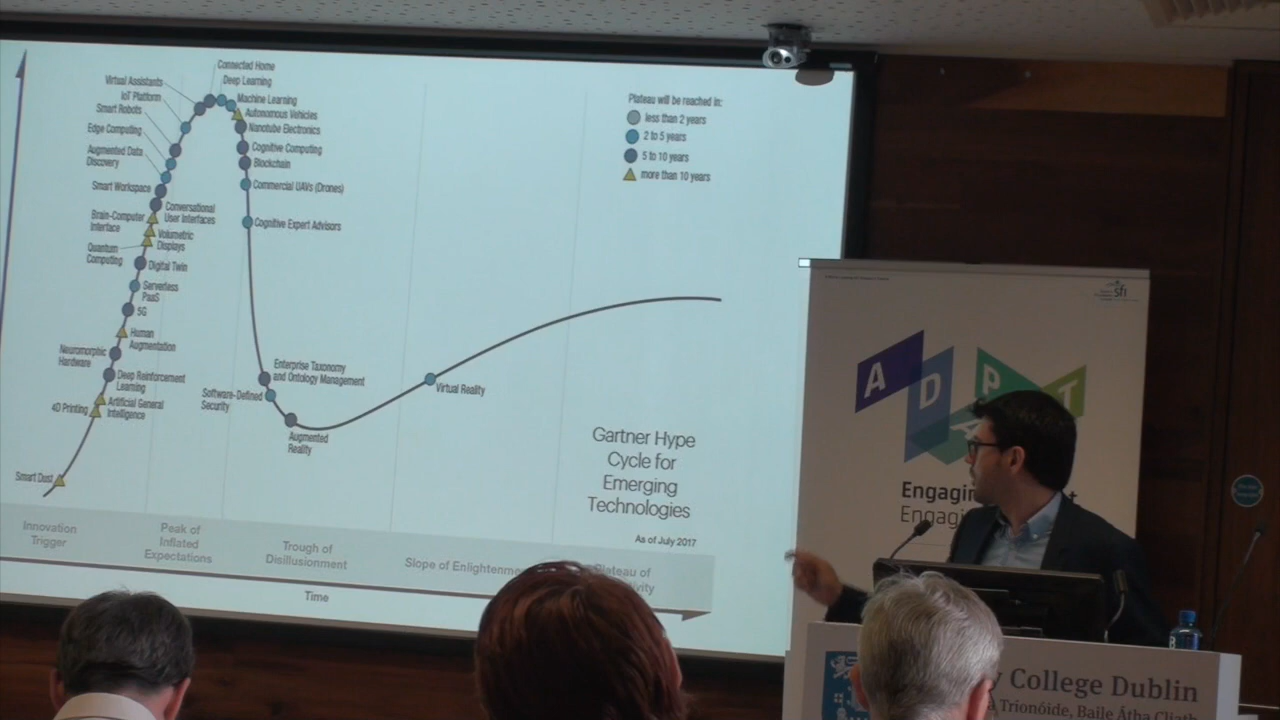 Connected Home
Deep Learning
Virtual Assistants
IoT Platform
Machine Learning
Smart Robots
Autonomous Vehicles
Nanotube Electronics
Edge Computing
Cognitive Computing
Augmented Data
Discovery
Blockchain
Smart Workspace
Commercial UAVs (Drones)
Conversational
User Interfaces
Brain-Computer
Interface
Cognitive Expert Advisors
Volumetric
Displays
Quantum
Computing
Digital Twin
Serverless
PaaS
5G
Human
Augmentation
Neuromorphic
Hardware
Deep Reinforcement
Learning
Artificial General
Intelligence
4D Printing
Enterprise Taxonomy
and Ontology Management
Software-Defined
Security
Augmented
Reality
Virtual Reality
Smart Dust
Plateau will be reached in:
less than 2 years
2 to 5 years
5 to 10 years
more than 10 years
Gartner Hype
Cycle for
Emerging
Technologies
As of July 2017
Innovation
Trigger
Peak of
Inflated
Expectations
Trough of
Disillusionment
Slope of Enlightenme
Plateau of
Time
sfi
A D P T
Engagin
Engagi
y College Dublin
Tríonóide, Baile Átha Cliat